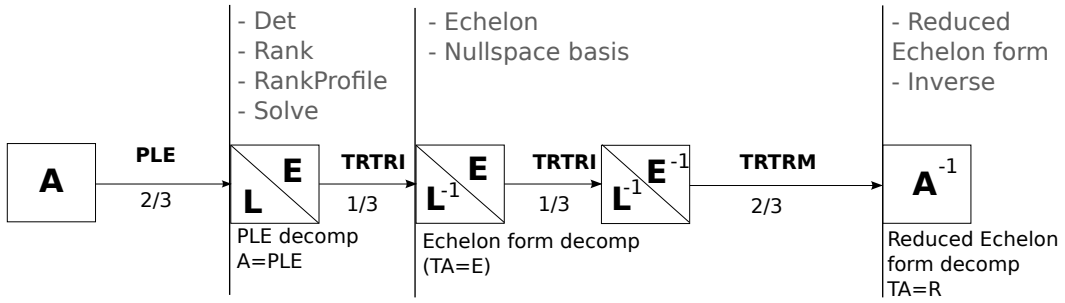 - Det
- Rank
- RankProfile
- Solve
- Echelon
- Nullspace basis
- Reduced
Echelon form
- Inverse
A
PLE
2/3
L E
TRTRI
1/3
L-1 E
TRTRI
1/3
L-1 E-1
TRTRM
2/3
A-1
PLE decomp
A=PLE
Echelon form decomp
(TA=E)
Reduced Echelon
form decomp
TA=R